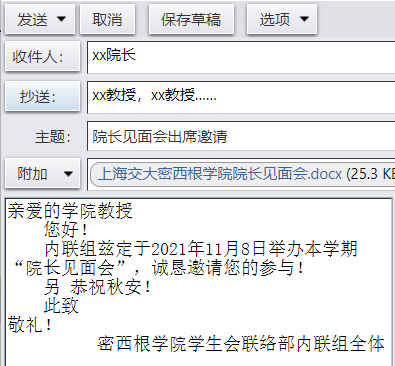 发送 取消 保存草稿 选项
收件人： xx院长
抄送： xx教授，xx教授......
主题： 院长见面会出席邀请
附加 上海交大密西根学院院长见面会.docx (25.3 KB
亲爱的学院教授
您好！
内联组兹定于2021年11月8日举办本学期
“院长见面会”，诚恳邀请您的参与！
另 恭祝秋安！
此致
敬礼！
密西根学院学生会联络部内联组全体